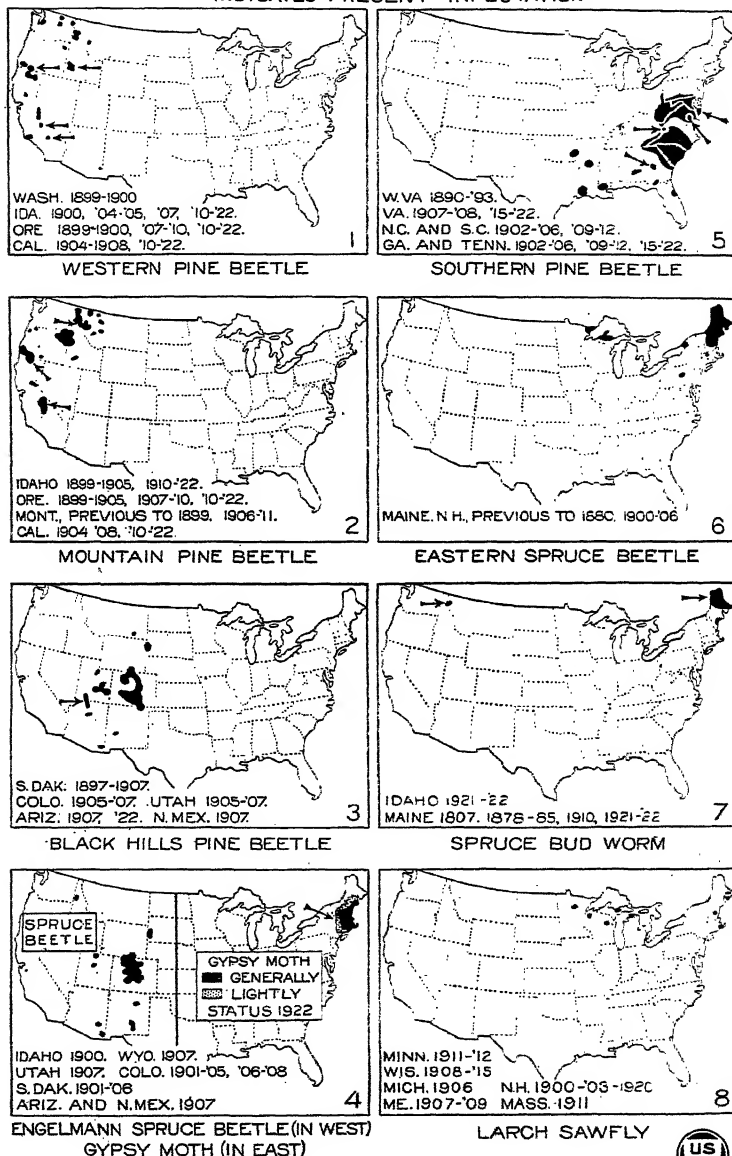 INDICATES PRESENT INFESTATION
WASH. 1899-1900
IDA. 1900, '04-'05, '07, '10-'22.
ORE 1899-1900, '07-'10, '10-'22.
CAL. 1904-1908, '10-'22.
1
WESTERN PINE BEETLE
W.VA 1890-'93.
VA. 1907-'08, '15-'22.
N.C. AND S.C. 1902-'06, '09-'12.
GA. AND TENN. 1902-'06, '09-'12, '15-'22.
5
SOUTHERN PINE BEETLE
IDAHO 1899-1905, 1910-'22.
ORE. 1899-1905, 1907-'10, '10-'22.
MONT., PREVIOUS TO 1899, 1906-'11.
CAL. 1904 '08, '10-'22.
2
MOUNTAIN PINE BEETLE
MAINE, N H., PREVIOUS TO 1880, 1900-'06
6
EASTERN SPRUCE BEETLE
S.DAK. 1897-1907.
COLO. 1905-'07. UTAH 1905-'07.
ARIZ. 1907, '22. N.MEX. 1907.
3
BLACK HILLS PINE BEETLE
IDAHO 1921-'22
MAINE 1807, 1878-'85, 1910, 1921-'22
7
SPRUCE BUD WORM
SPRUCE
BEETLE
GYPSY MOTH
GENERALLY
LIGHTLY
STATUS 1922
IDAHO 1900. WYO. 1907.
UTAH 1907. COLO. 1901-'05, '06-'08
S.DAK. 1901-'06
ARIZ. AND N.MEX. 1907
4
ENGELMANN SPRUCE BEETLE (IN WEST)
GYPSY MOTH (IN EAST)
MINN. 1911-'12
WIS. 1908-'15
MICH. 1906 N.H. 1900-'03-1920
ME. 1907-'09 MASS. 1911
8
LARCH SAWFLY
US